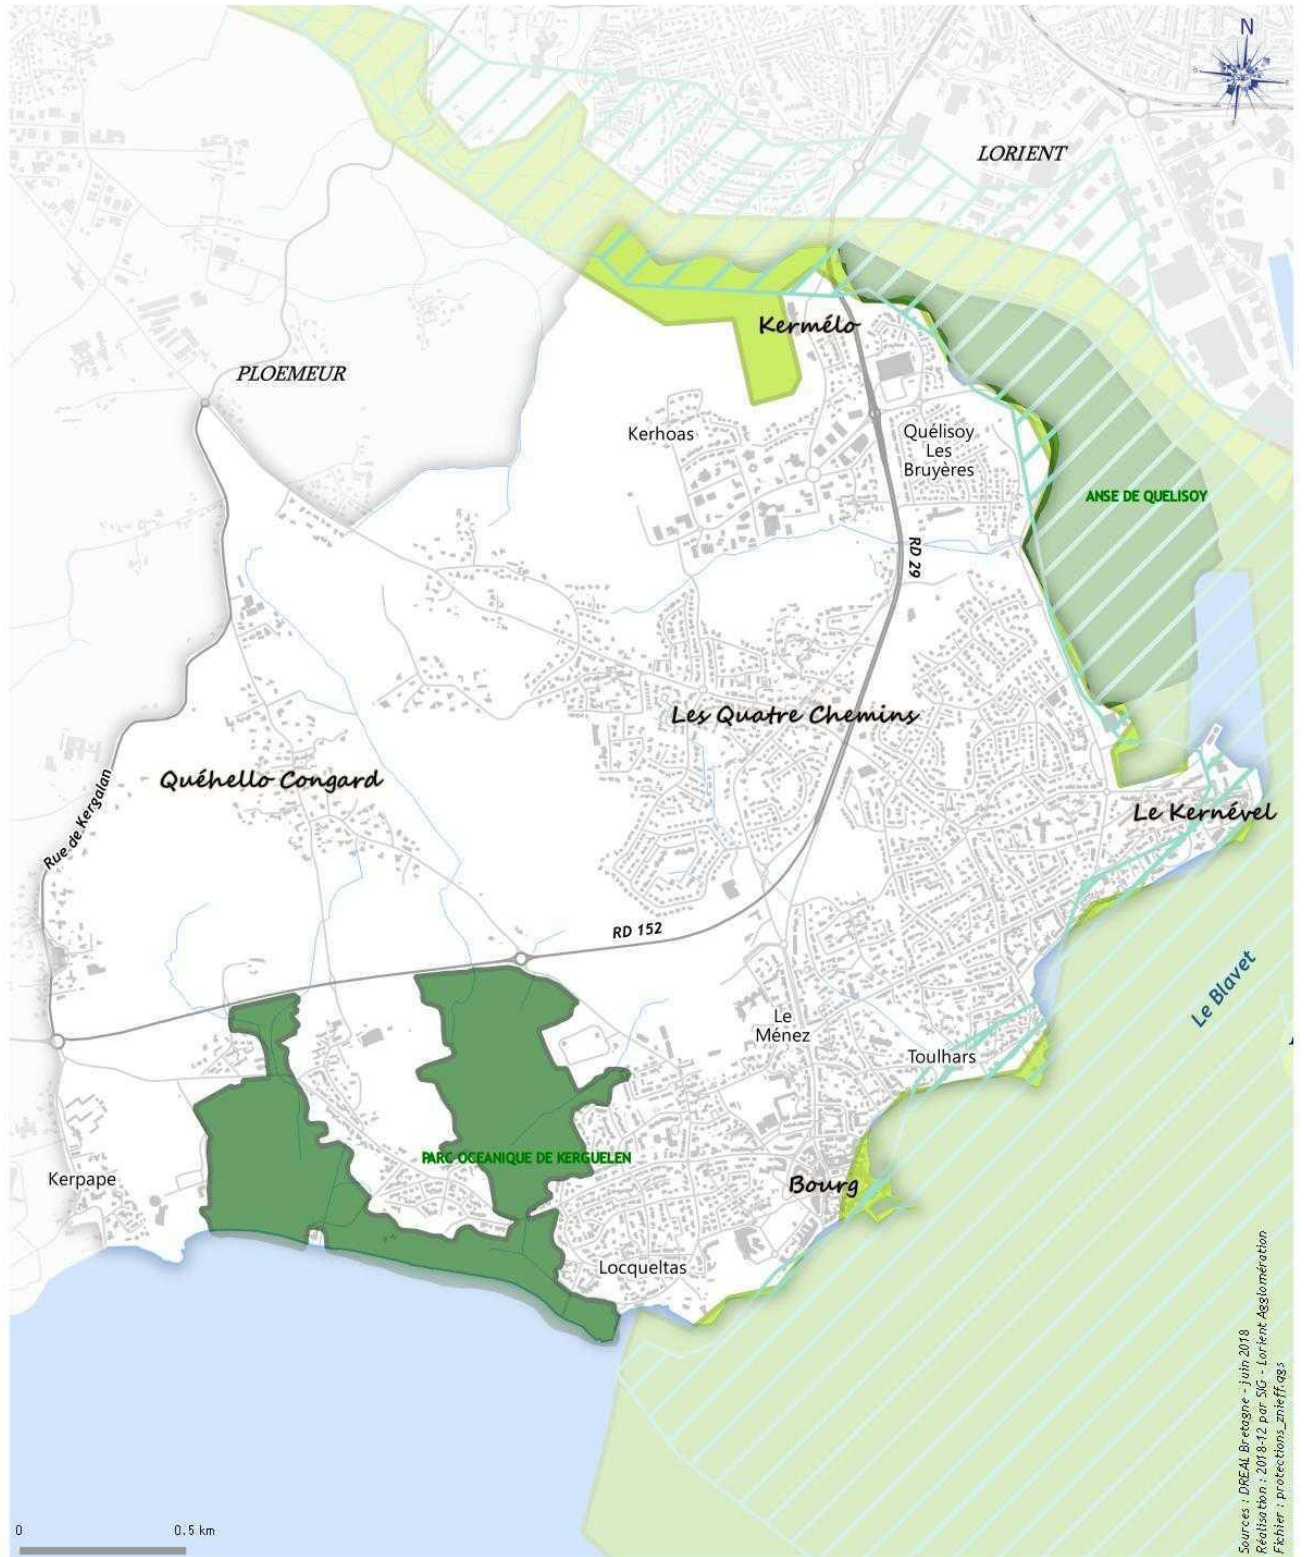 N
LORIENT
PLOEMEUR
Kermélo
Kerhoas
Quélisoy
Les
Bruyères
ANSE DE QUELISOY
RD 29
Les Quatre Chemins
Quéhello Congard
Rue de Kergalan
Le Kernével
RD 152
Le Blavet
Le
Ménez
Toulhars
PARC OCEANIQUE DE KERGUELEN
Kerpape
Bourg
Locqueltas
0 0.5 km
Sources : DREAL Bretagne - juin 2018
Réalisation : 2018-12 par SIG - Lorient Agglomération
Fichier : protections_znieff.qgs